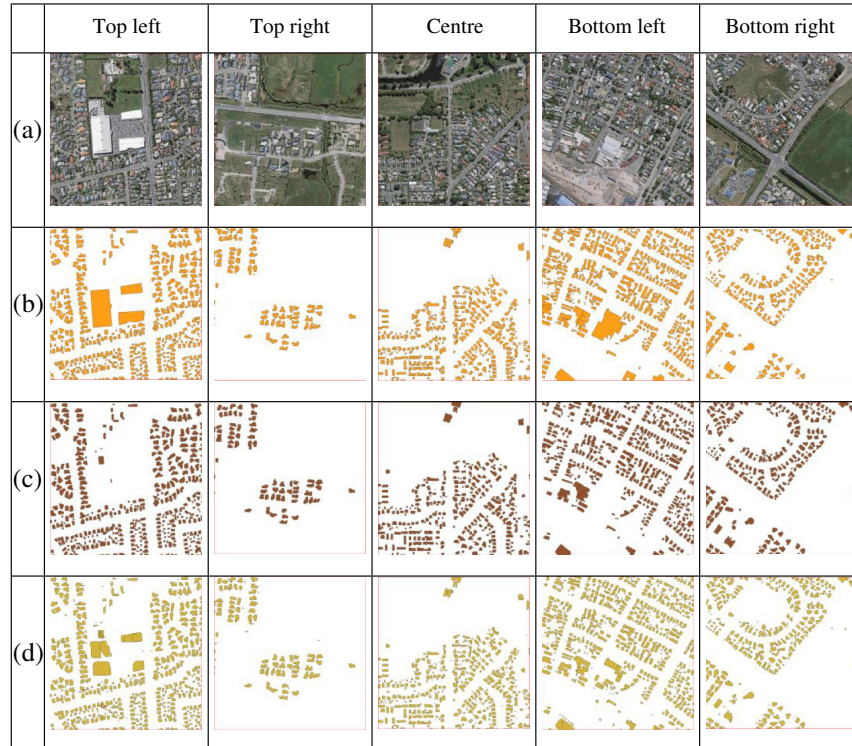 Top left Top right Centre Bottom left Bottom right
(a)
(b)
(c)
(d)